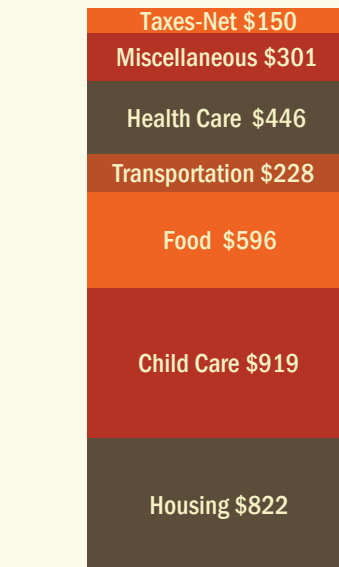 Taxes-Net $150
Miscellaneous $301
Health Care $446
Transportation $228
Food $596
Child Care $919
Housing $822